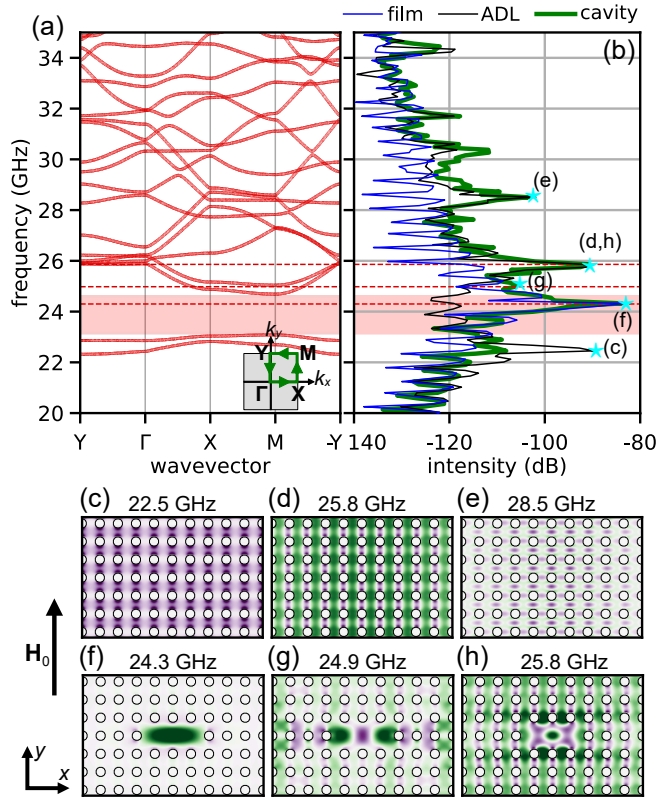 film ADL cavity
(a)
(b)
frequency (GHz)
34
32
30
28
26
24
22
20
(e)
(d,h)
(g)
(f)
(c)
k_y
Y M
Γ X
k_x
Y Γ X M -Y
wavevector
-140 -120 -100 -80
intensity (dB)
(c) 22.5 GHz
(d) 25.8 GHz
(e) 28.5 GHz
H_0
(f) 24.3 GHz
(g) 24.9 GHz
(h) 25.8 GHz
y
x